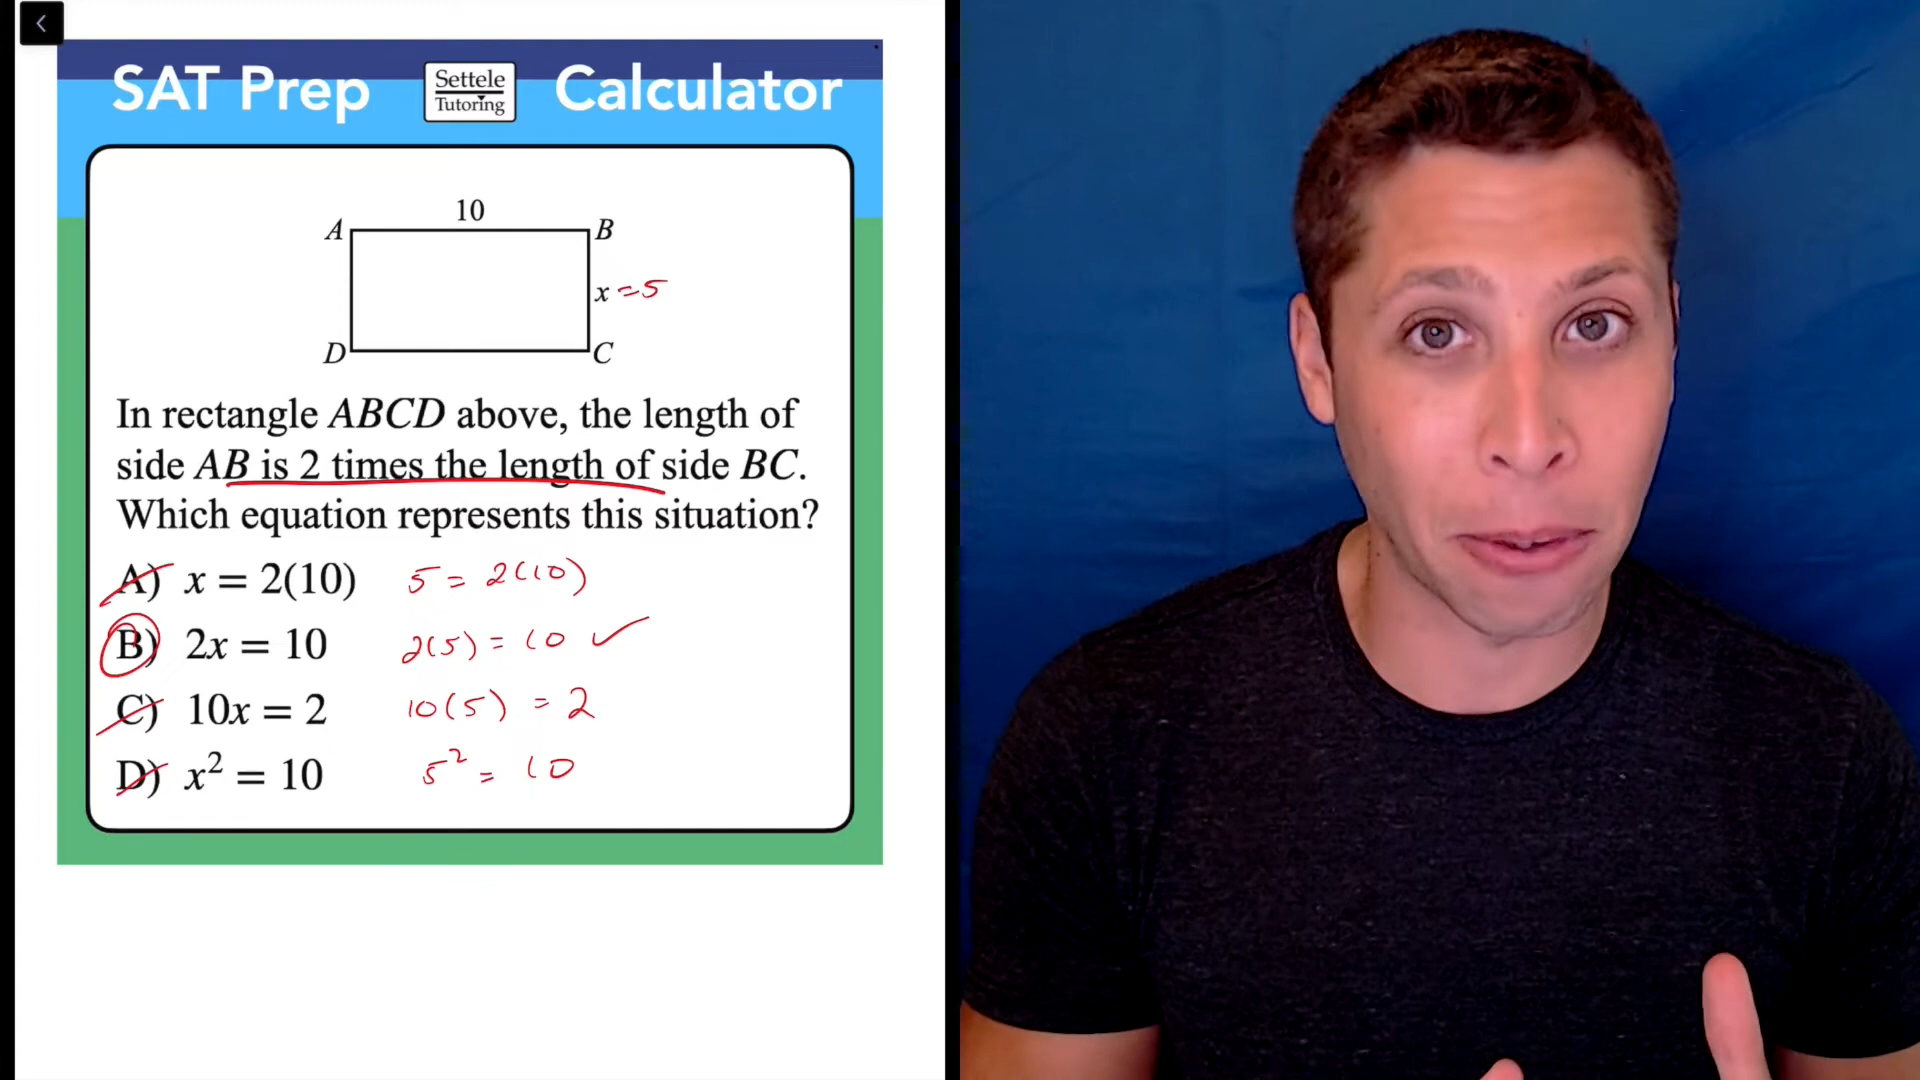 SAT Prep
Settele
Tutoring
Calculator
10
A
B
x = 5
D
C
In rectangle ABCD above, the length of
side AB is 2 times the length of side BC.
Which equation represents this situation?
A) x = 2(10) 5 = 2(10)
B) 2x = 10 2(5) = 10 ✓
C) 10x = 2 10(5) = 2
D) x² = 10 5² = 10